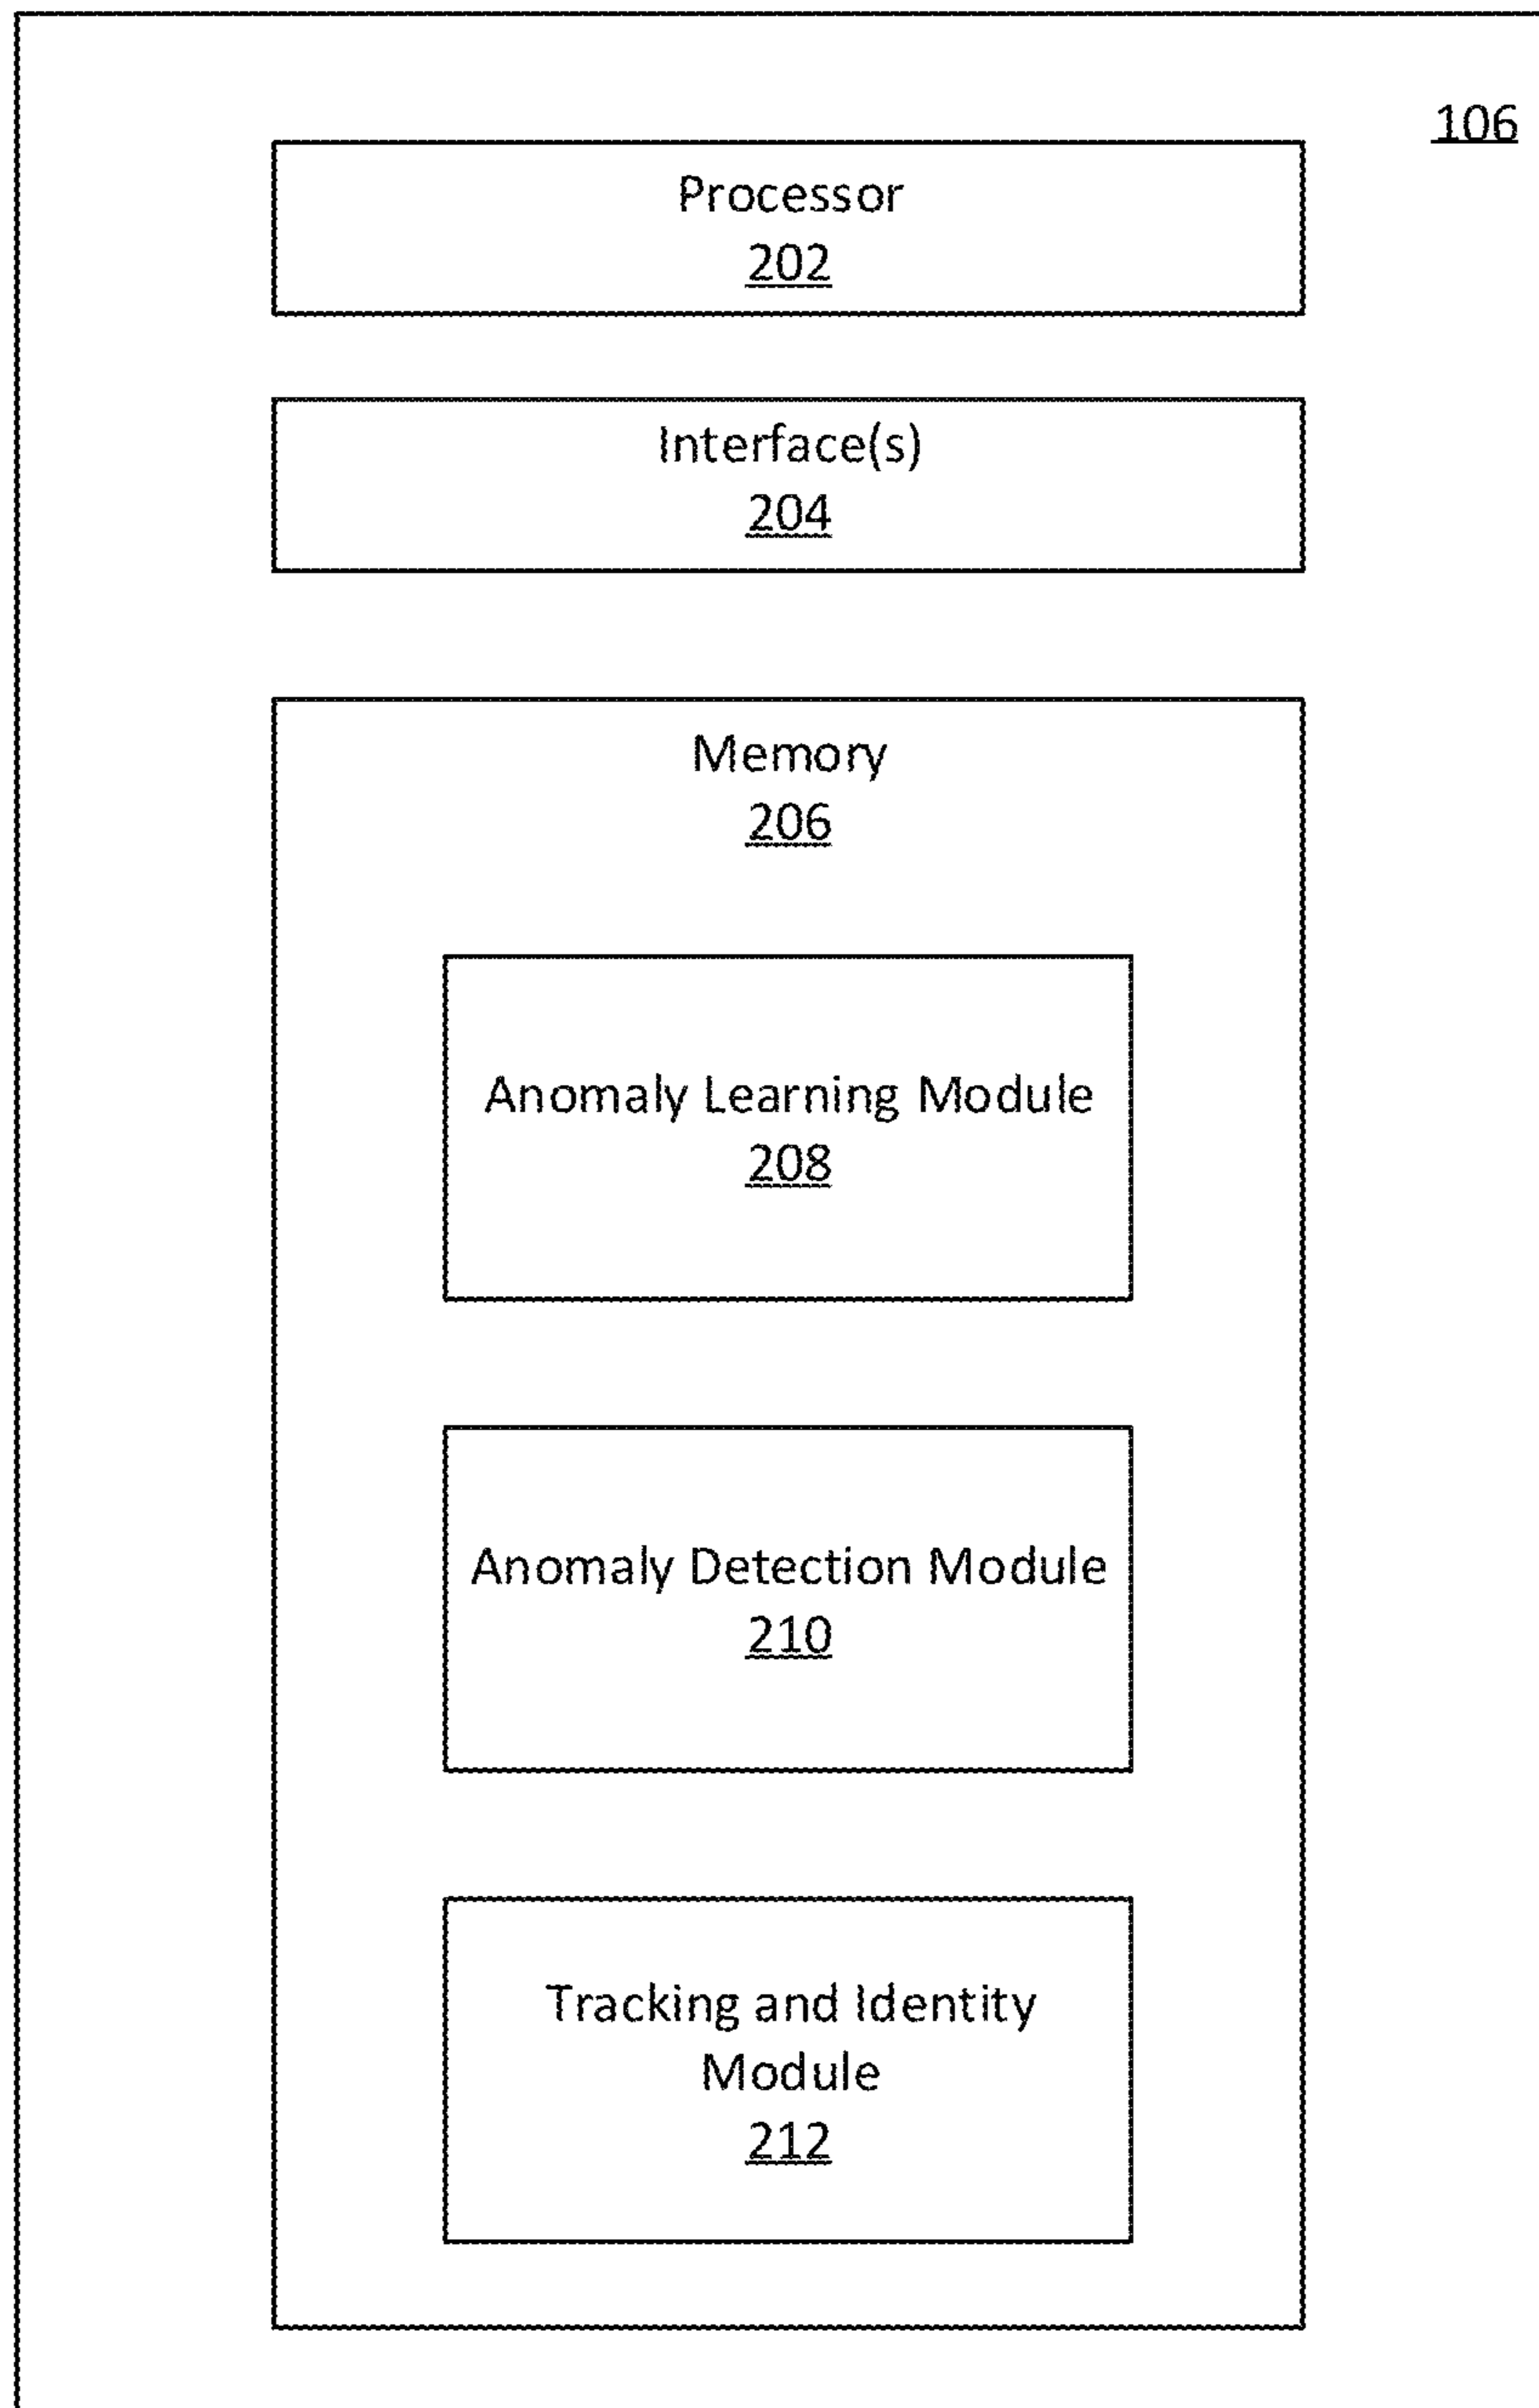 106
Processor
202
Interface(s)
204
Memory
206
Anomaly Learning Module
208
Anomaly Detection Module
210
Tracking and Identity
Module
212